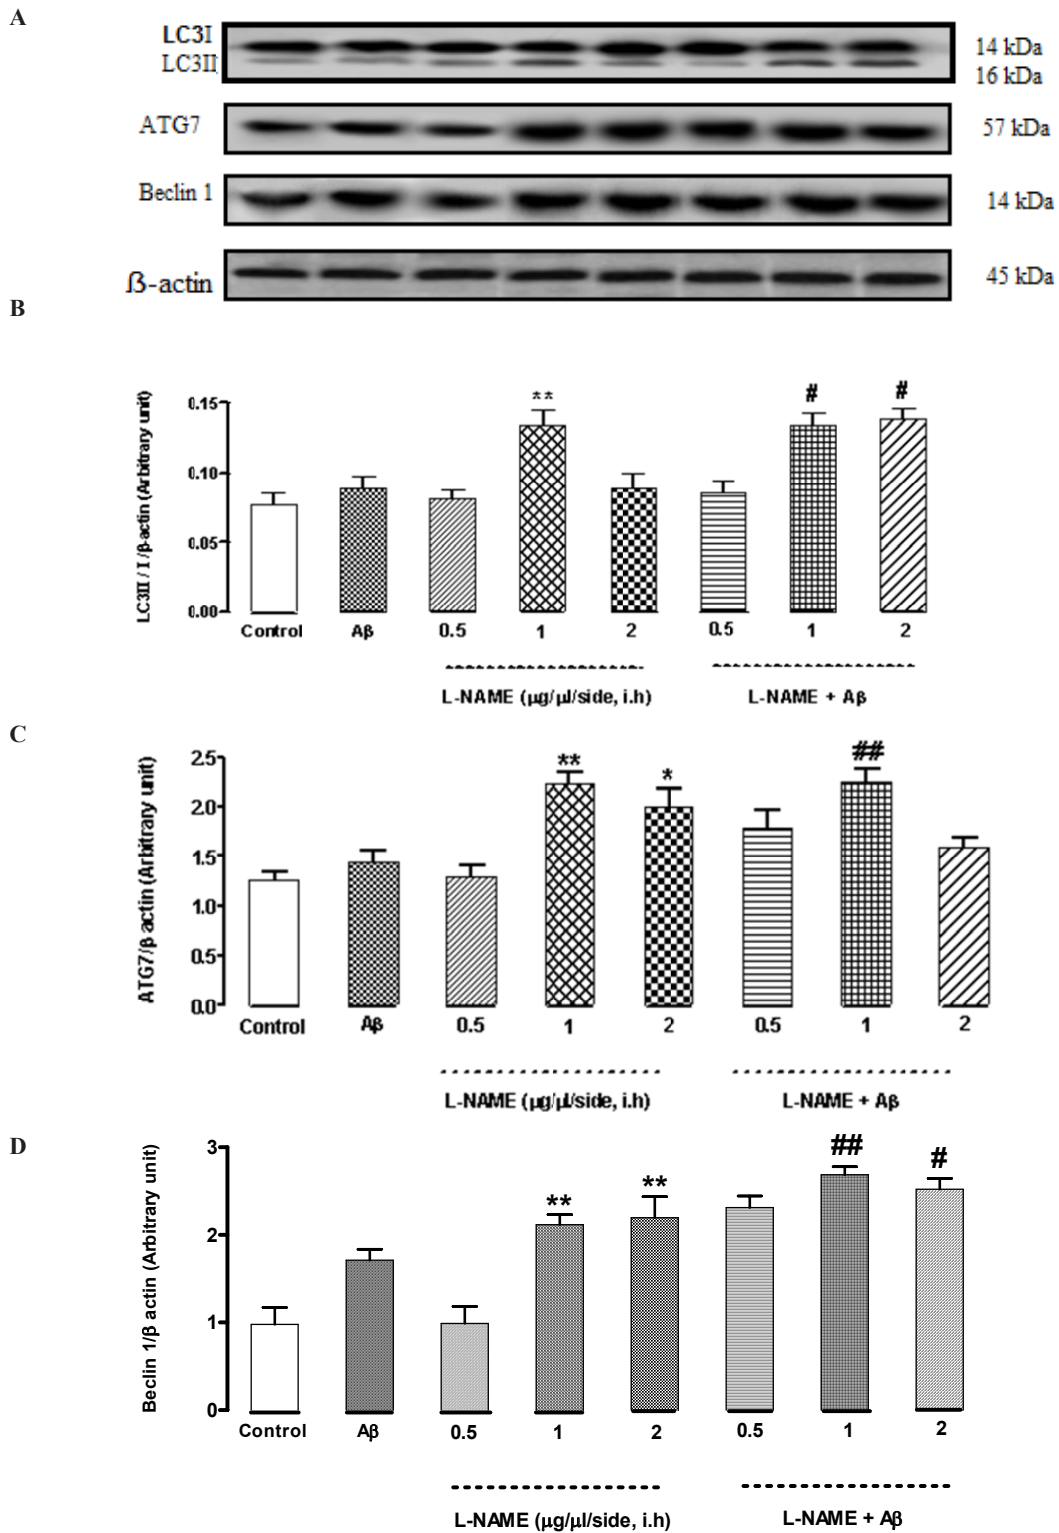 A
LC3I
14 kDa
LC3II
16 kDa
ATG7
57 kDa
Beclin 1
14 kDa
ß-actin
45 kDa
B
LC3II / I /β-actin (Arbitrary unit)
0.15
0.10
0.05
0.00
** # #
Control Aβ 0.5 1 2 0.5 1 2
L-NAME (μg/μl/side, i.h) L-NAME + Aβ
C
ATG7/β actin (Arbitrary unit)
2.5
2.0
1.5
1.0
0.5
0.0
** * ##
Control Aβ 0.5 1 2 0.5 1 2
L-NAME (μg/μl/side, i.h) L-NAME + Aβ
D
Beclin 1/β actin (Arbitrary unit)
3
2
1
0
** ** ## #
Control Aβ 0.5 1 2 0.5 1 2
L-NAME (μg/μl/side, i.h) L-NAME + Aβ